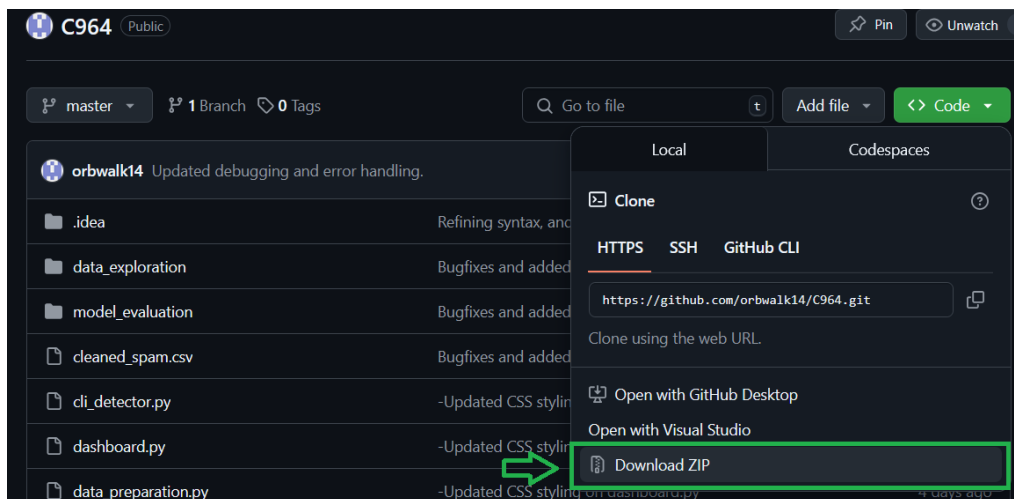 C964 Public Pin Unwatch
master 1 Branch 0 Tags Go to file t Add file <> Code
Local Codespaces
orbwalk14 Updated debugging and error handling.
Clone
.idea Refining syntax, and
HTTPS SSH GitHub CLI
data_exploration Bugfixes and added
https://github.com/orbwalk14/C964.git
model_evaluation Bugfixes and added
Clone using the web URL.
cleaned_spam.csv Bugfixes and added
cli_detector.py -Updated CSS stylin
Open with GitHub Desktop
Open with Visual Studio
dashboard.py -Updated CSS stylin
Download ZIP
data_preparation.py -Updated CSS styling on dashboard.py 4 days ago